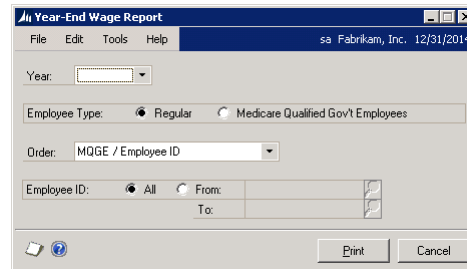 Year-End Wage Report
File Edit Tools Help sa Fabrikam, Inc. 12/31/2014
Year:
Employee Type: Regular Medicare Qualified Gov't Employees
Order: MQGE / Employee ID
Employee ID: All From:
To:
Print Cancel